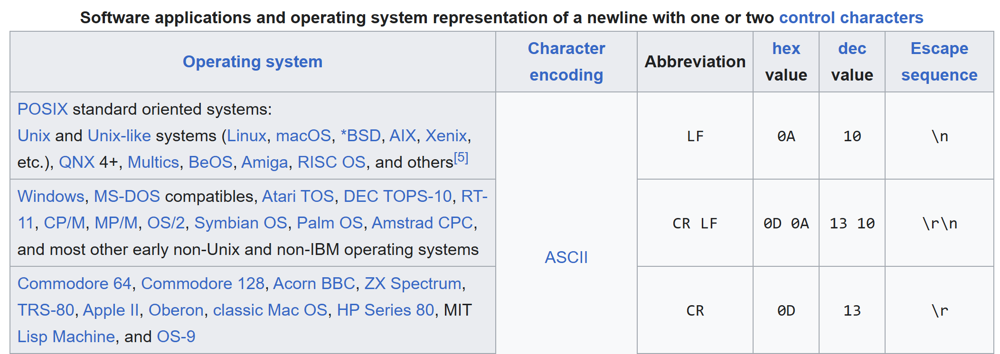 Software applications and operating system representation of a newline with one or two control characters
Operating system
Character encoding
Abbreviation
hex value
dec value
Escape sequence
POSIX standard oriented systems:
Unix and Unix-like systems (Linux, macOS, *BSD, AIX, Xenix,
etc.), QNX 4+, Multics, BeOS, Amiga, RISC OS, and others[5]
ASCII
LF
0A
10
\n
Windows, MS-DOS compatibles, Atari TOS, DEC TOPS-10, RT-
11, CP/M, MP/M, OS/2, Symbian OS, Palm OS, Amstrad CPC,
and most other early non-Unix and non-IBM operating systems
CR LF
0D 0A
13 10
\r\n
Commodore 64, Commodore 128, Acorn BBC, ZX Spectrum,
TRS-80, Apple II, Oberon, classic Mac OS, HP Series 80, MIT
Lisp Machine, and OS-9
CR
0D
13
\r